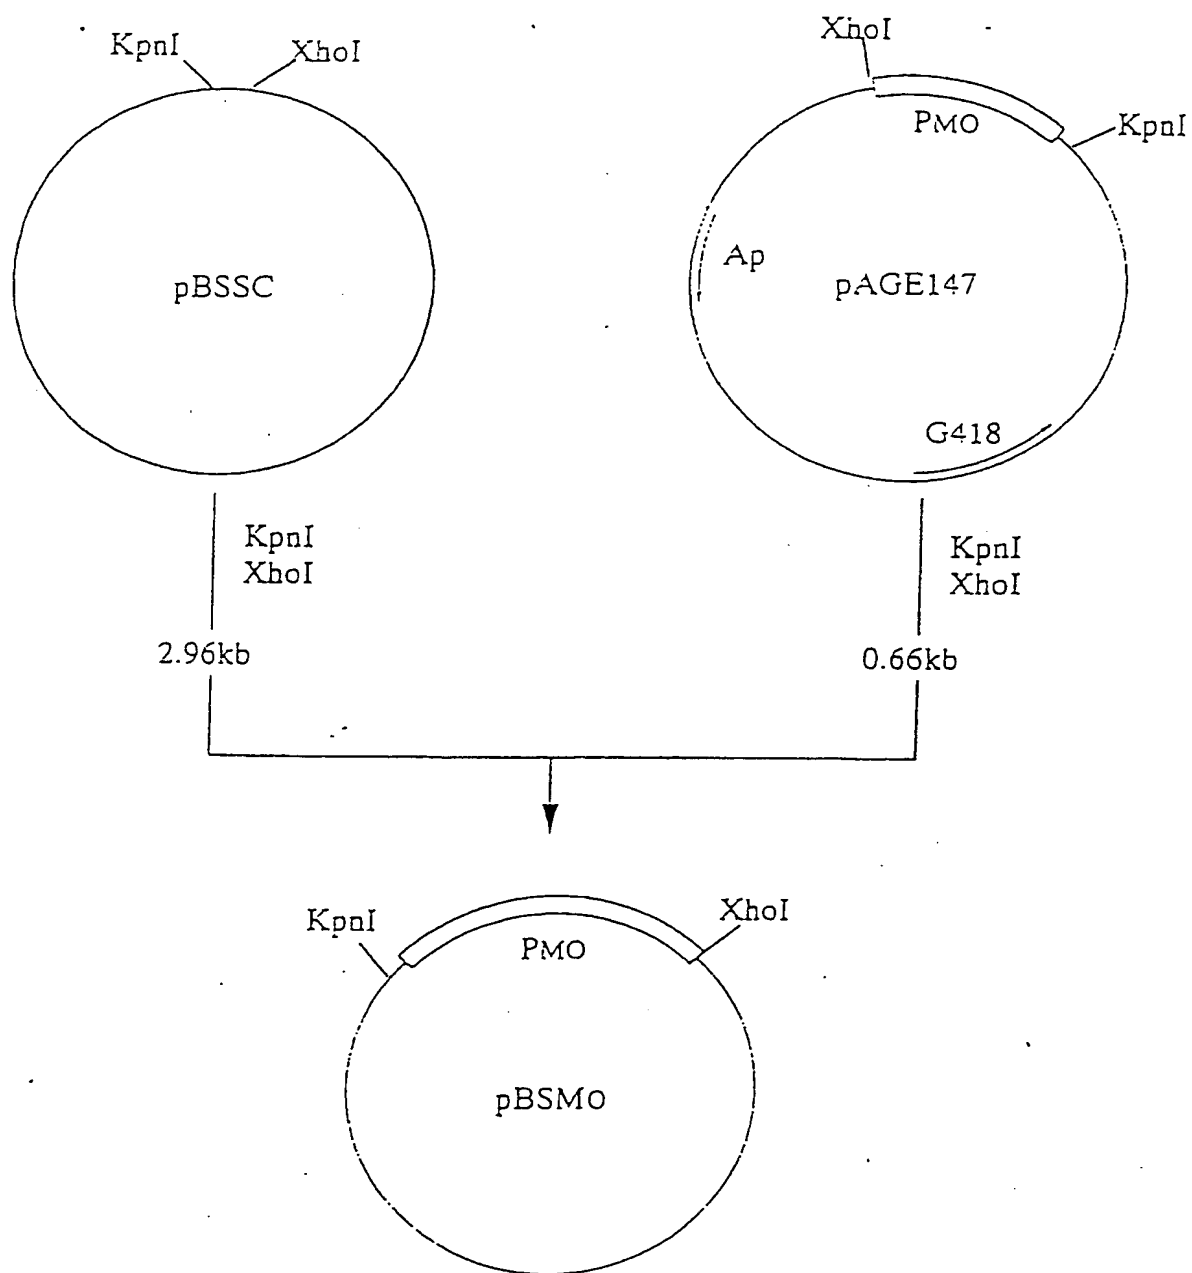 KpnI
XhoI
pBSSC
XhoI
PMO
KpnI
Ap
pAGE147
G418
KpnI
XhoI
2.96kb
KpnI
XhoI
0.66kb
KpnI
PMO
XhoI
pBSMO